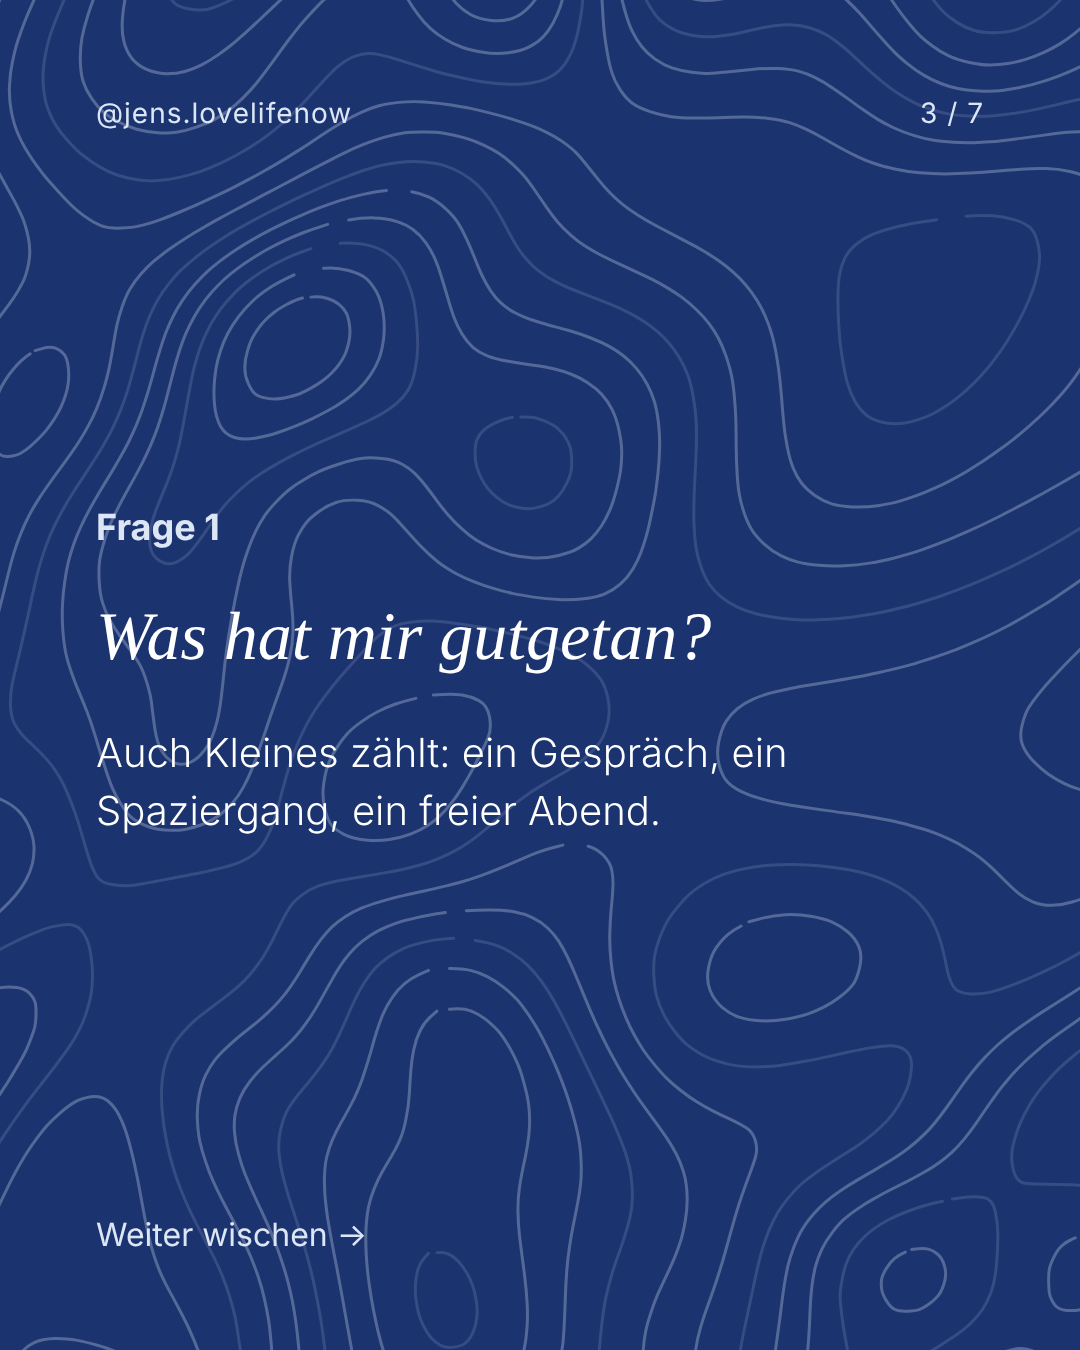 @jens.lovelifenow
3 / 7
Frage 1
Was hat mir gutgetan?
Auch Kleines zählt: ein Gespräch, ein
Spaziergang, ein freier Abend.
Weiter wischen →